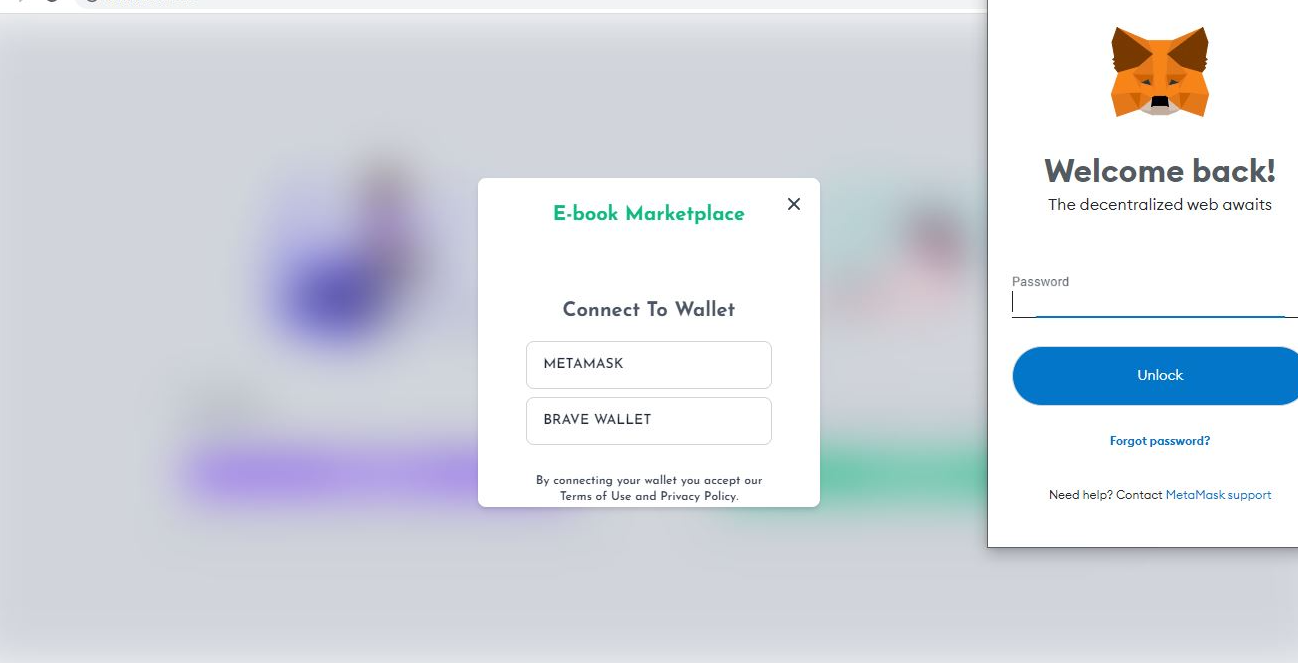 E-book Marketplace
Connect To Wallet
METAMASK
BRAVE WALLET
By connecting your wallet you accept our
Terms of Use and Privacy Policy.
Welcome back!
The decentralized web awaits
Password
Unlock
Forgot password?
Need help? Contact MetaMask support